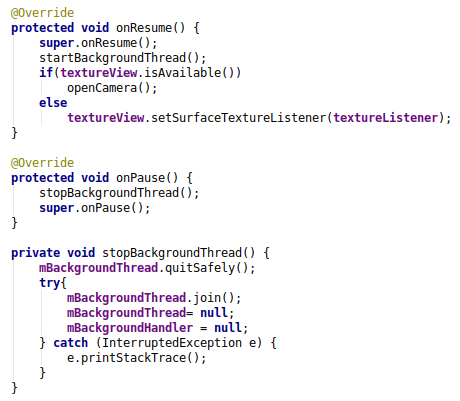 @Override
protected void onResume() {
    super.onResume();
    startBackgroundThread();
    if(textureView.isAvailable())
        openCamera();
    else
        textureView.setSurfaceTextureListener(textureListener);
}

@Override
protected void onPause() {
    stopBackgroundThread();
    super.onPause();
}

private void stopBackgroundThread() {
    mBackgroundThread.quitSafely();
    try{
        mBackgroundThread.join();
        mBackgroundThread= null;
        mBackgroundHandler = null;
    } catch (InterruptedException e) {
        e.printStackTrace();
    }
}